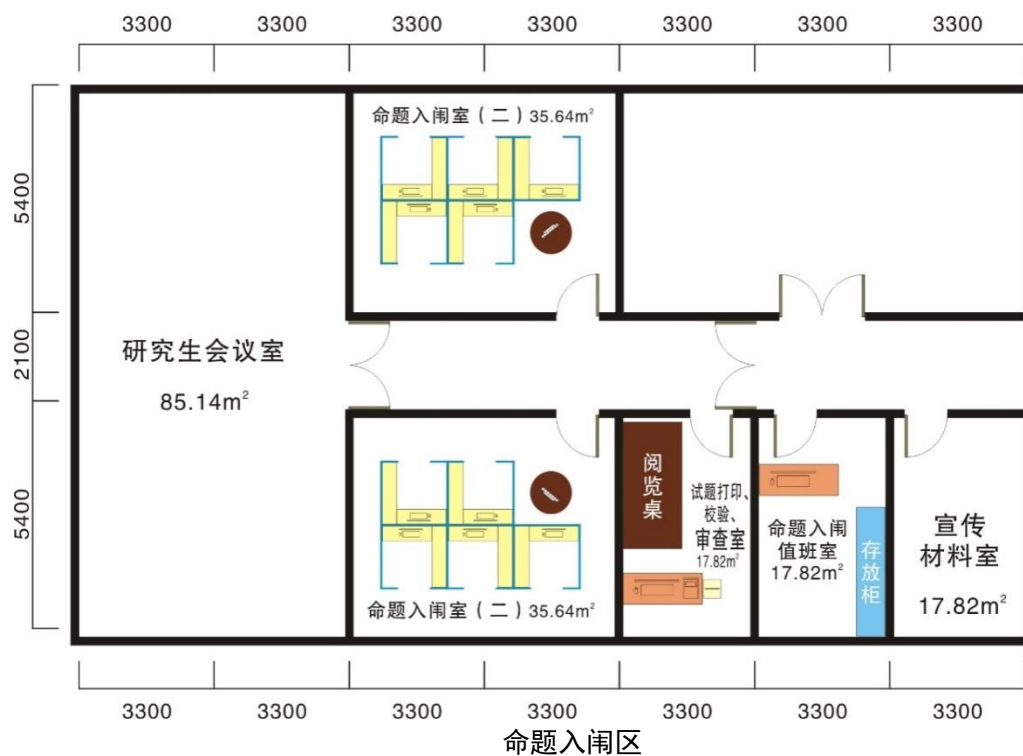 3300 3300 3300 3300 3300 3300 3300
命题入闱室（二）35.64m²
5400
2100
5400
研究生会议室
85.14m²
阅览桌
试题打印、
校验、
审查室
17.82m²
命题入闱
值班室
17.82m²
存放柜
宣传
材料室
17.82m²
命题入闱室（二）35.64m²
3300 3300 3300 3300 3300 3300 3300
命题入闱区